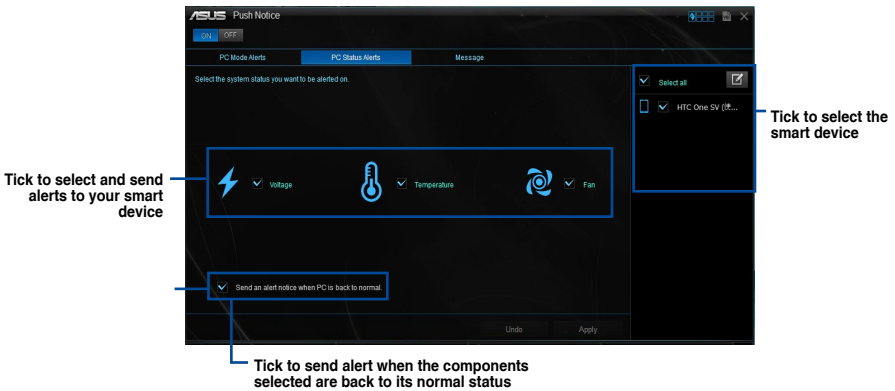 ASUS Push Notice
ON OFF
PC Mode Alerts PC Status Alerts Message
Select the system status you want to be alerted on.
Select all
HTC One SV
Tick to select the
smart device
Tick to select and send
alerts to your smart
device
Voltage Temperature Fan
Send an alert notice when PC is back to normal.
Undo Apply
Tick to send alert when the components
selected are back to its normal status